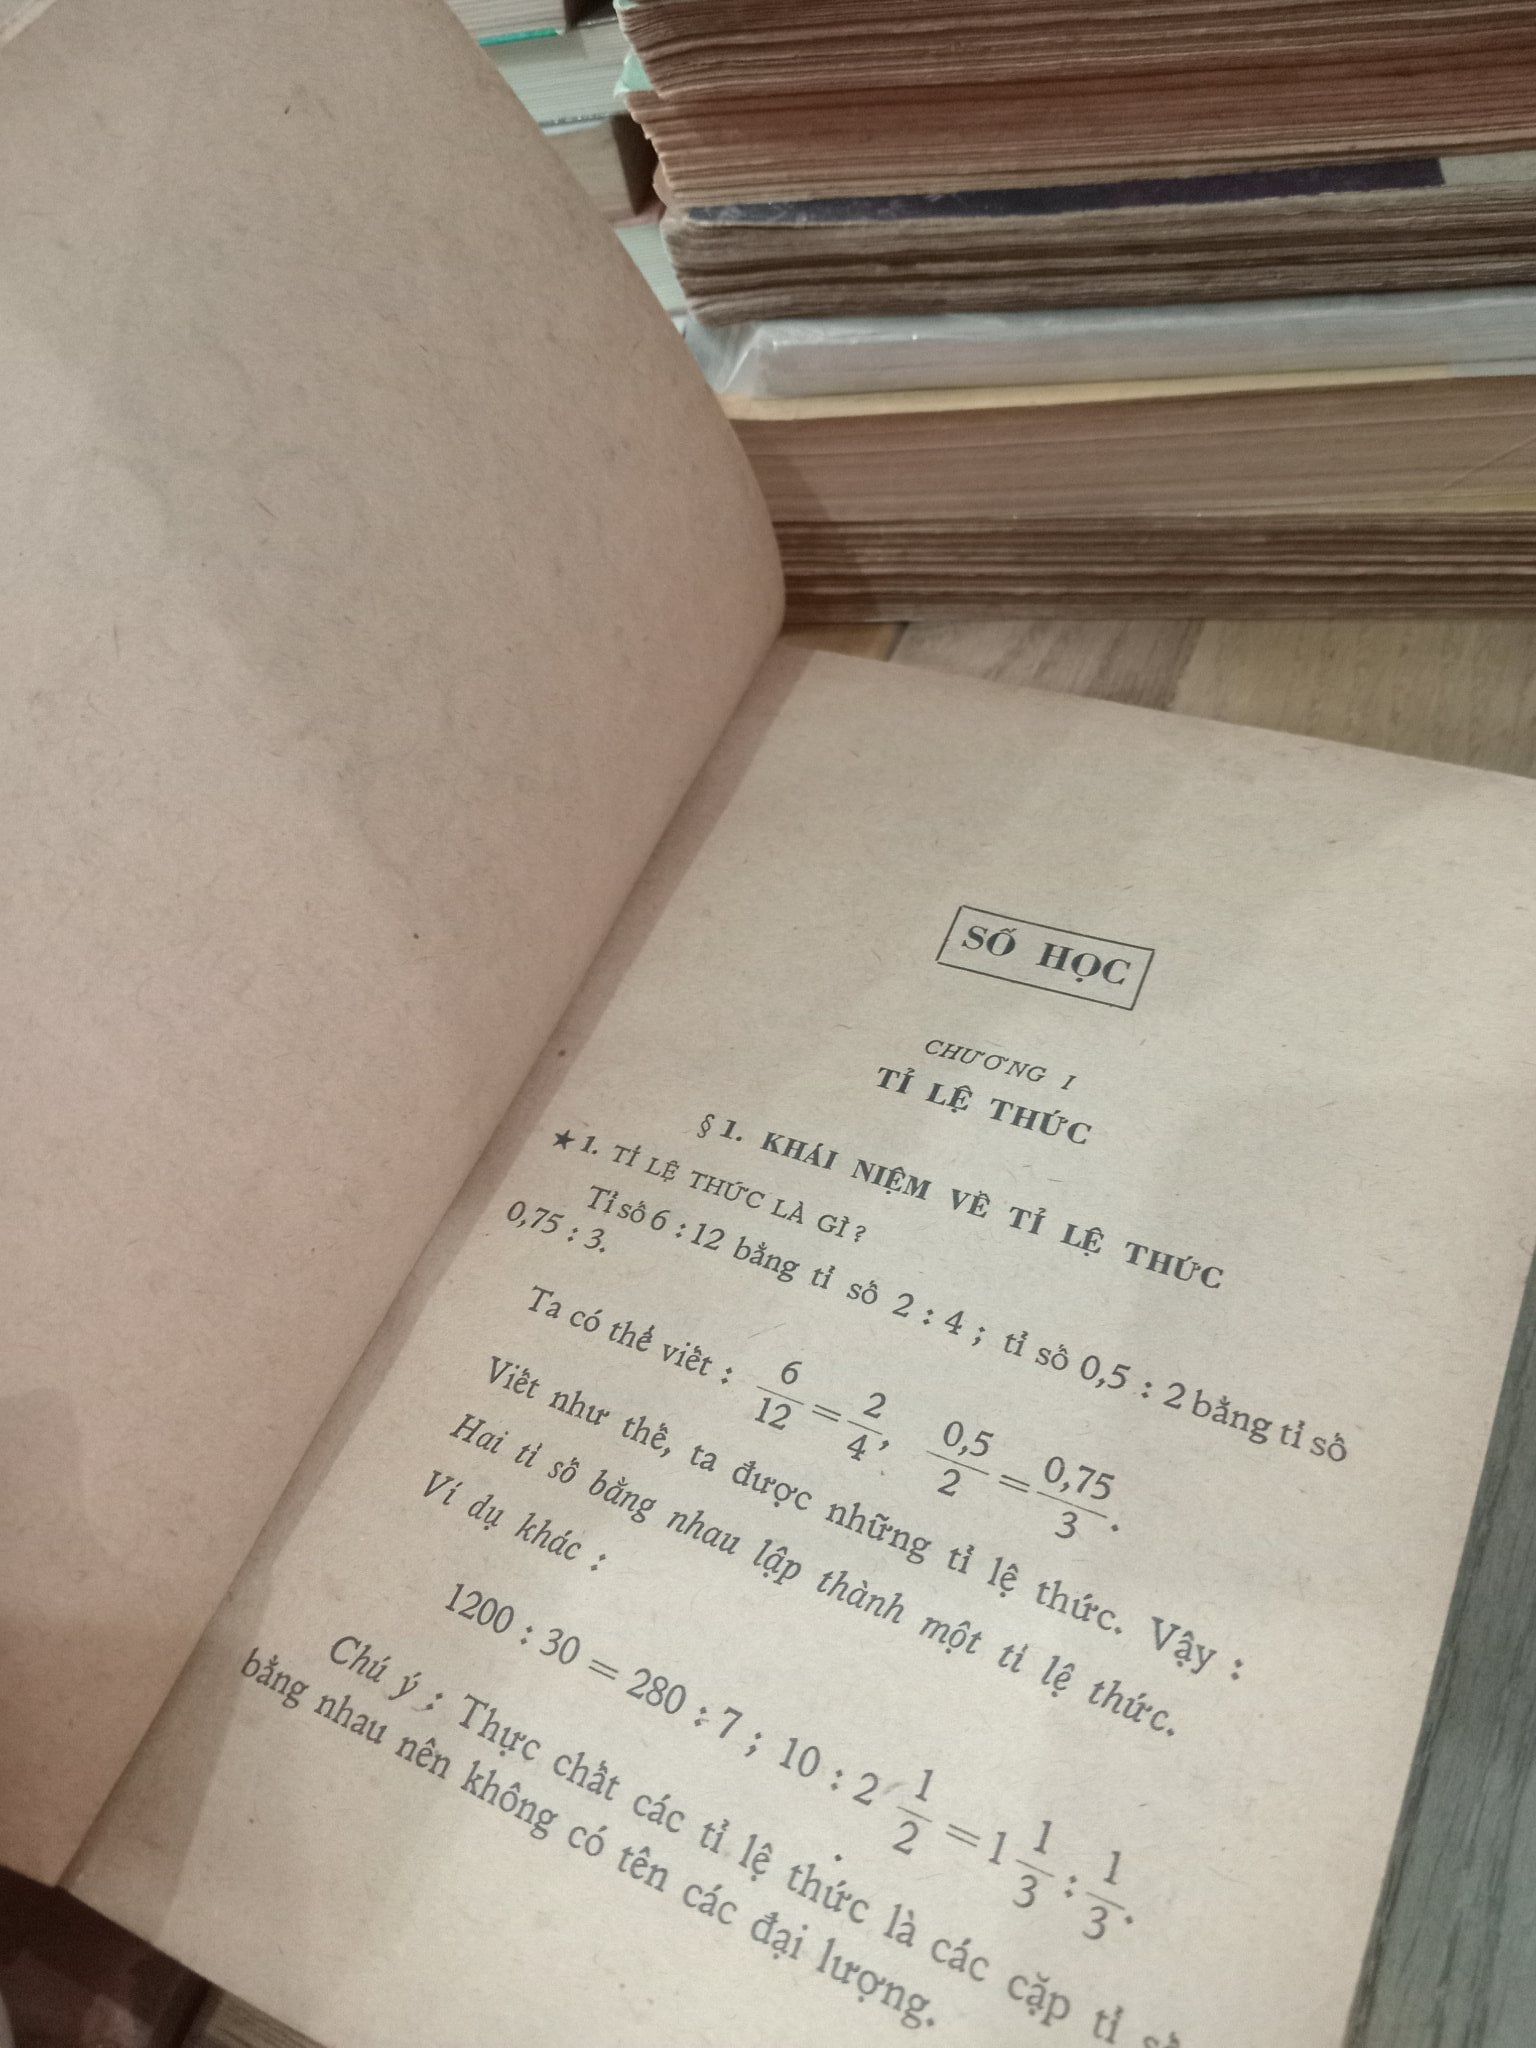 SỐ HỌC
CHƯƠNG I
TỈ LỆ THỨC
§ 1. KHÁI NIỆM VỀ TỈ LỆ THỨC
★ 1. TỈ LỆ THỨC LÀ GÌ ?
Tỉ số 6 : 12 bằng tỉ số 2 : 4 ; tỉ số 0,5 : 2 bằng tỉ số
0,75 : 3.
Ta có thể viết : 6/12 = 2/4, 0,5/2 = 0,75/3.
Viết như thế, ta được những tỉ lệ thức. Vậy :
Hai tỉ số bằng nhau lập thành một tỉ lệ thức.
Ví dụ khác :
1200 : 30 = 280 : 7 ; 10 : 2 1/2 = 1 1/3 : 1/3.
Chú ý : Thực chất các tỉ lệ thức là các cặp tỉ số
bằng nhau nên không có tên các đại lượng.